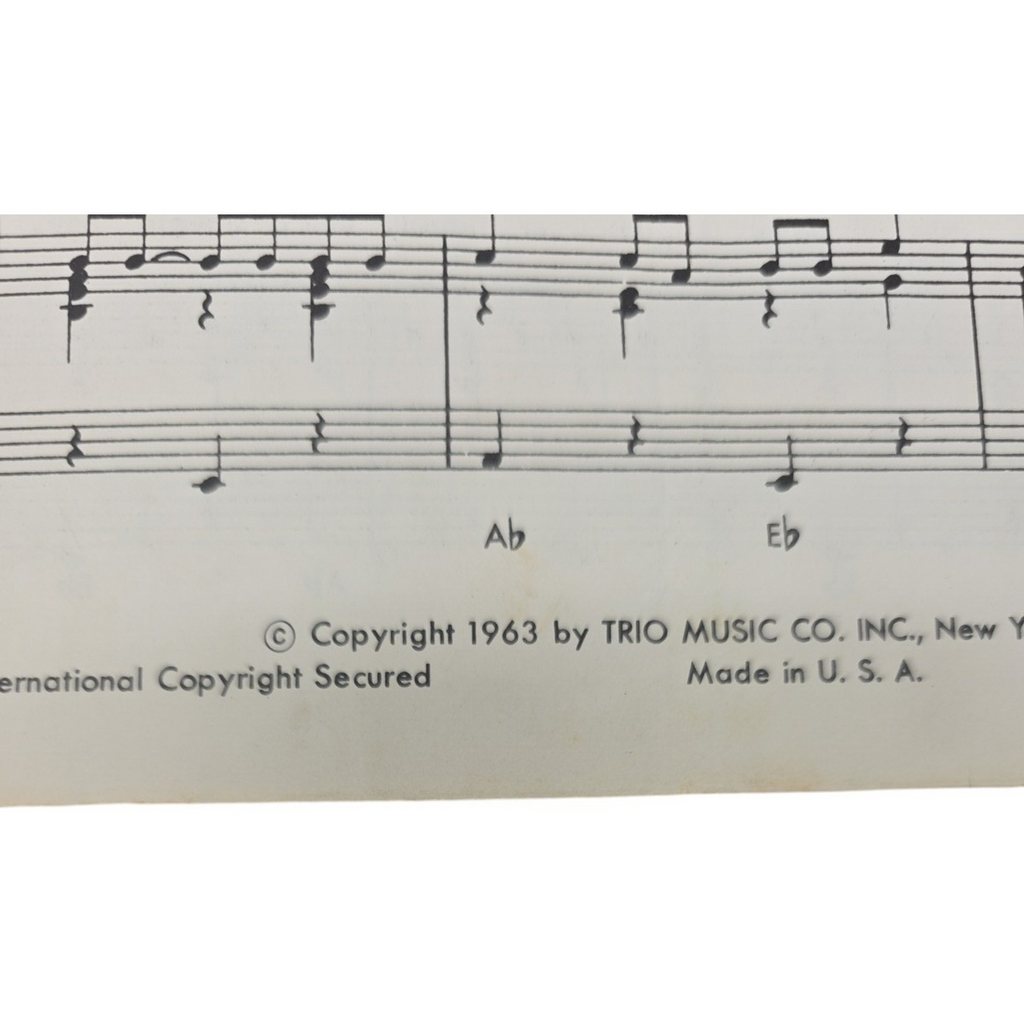 Ab Eb
© Copyright 1963 by TRIO MUSIC CO. INC., New Y
ernational Copyright Secured Made in U. S. A.